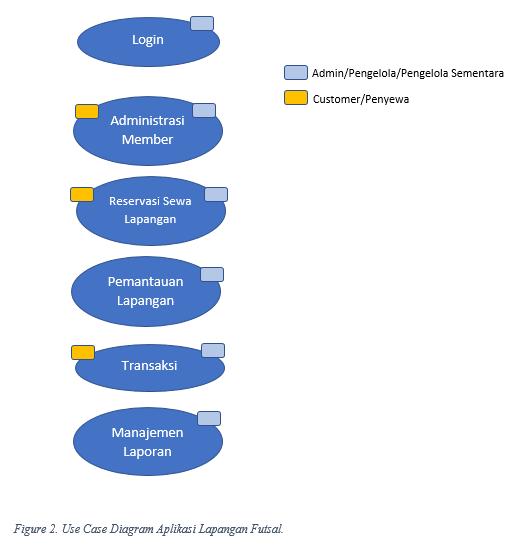 Login
Admin/Pengelola/Pengelola Sementara
Customer/Penyewa
Administrasi
Member
Reservasi Sewa
Lapangan
Pemantauan
Lapangan
Transaksi
Manajemen
Laporan
Figure 2. Use Case Diagram Aplikasi Lapangan Futsal.